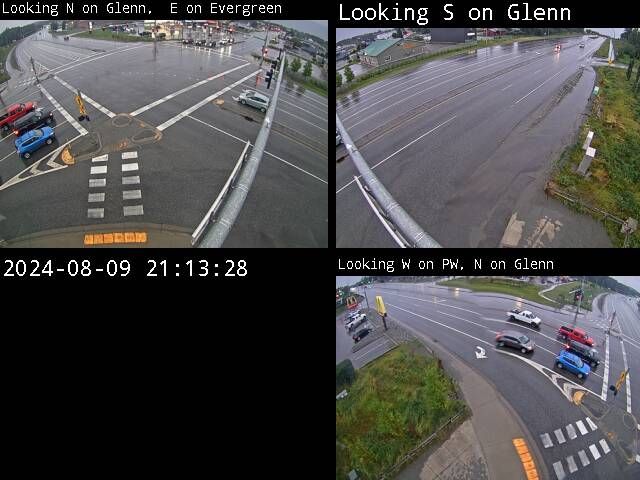 Looking N on Glenn, E on Evergreen
Looking S on Glenn
2024-08-09 21:13:28
Looking W on PW, N on Glenn